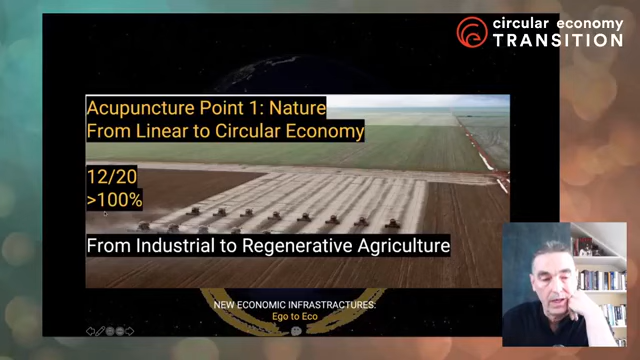 circular economy
TRANSITION
Acupuncture Point 1: Nature
From Linear to Circular Economy
12/20
>100%
From Industrial to Regenerative Agriculture
NEW ECONOMIC INFRASTRACTURES:
Ego to Eco